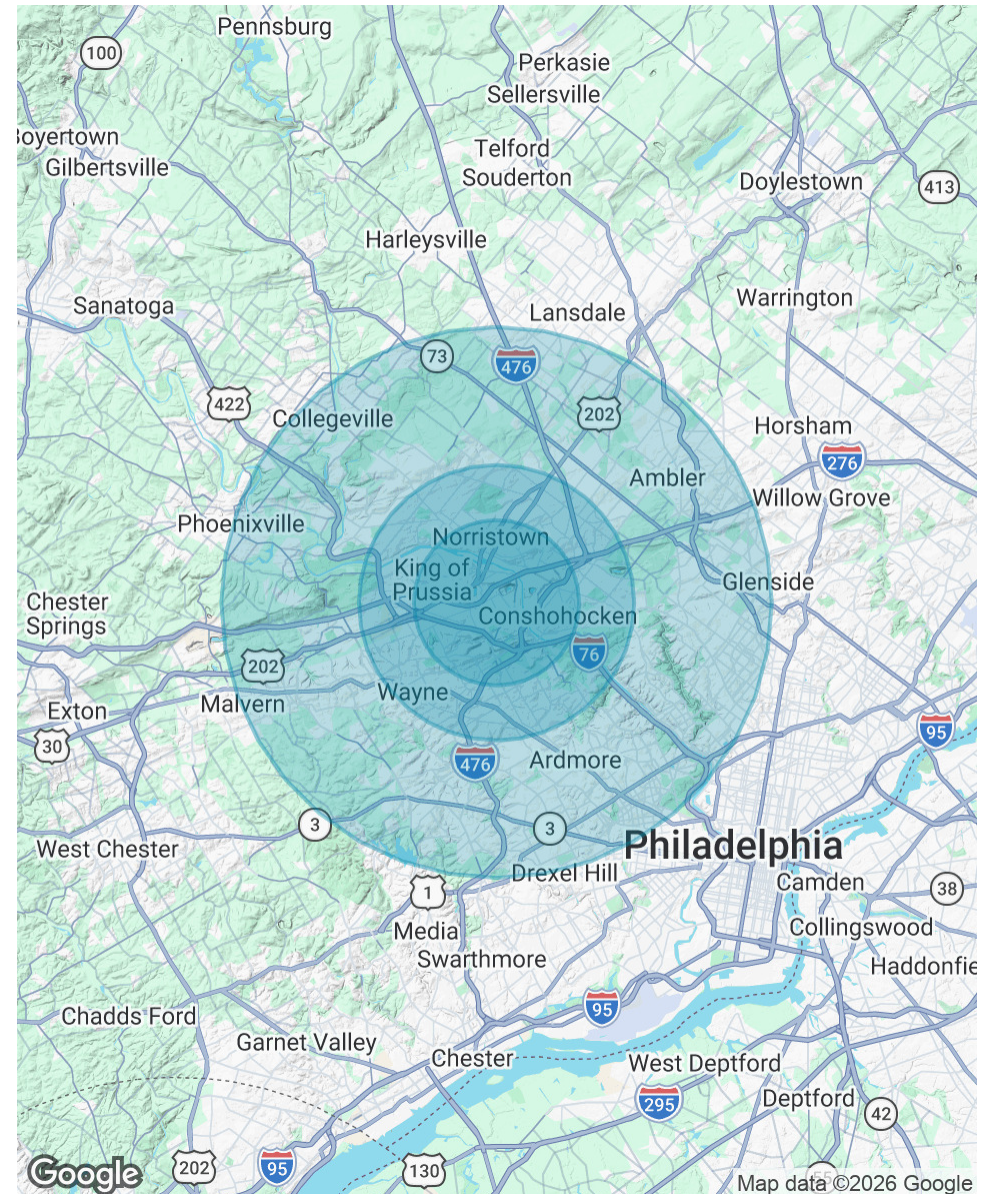 Pennsburg
100
Perkasie
Sellersville
Boyertown
Gilbertsville
Telford
Souderton
Doylestown
413
Harleysville
Sanatoga
Warrington
Lansdale
73
476
422
202
Collegeville
Horsham
276
Ambler
Willow Grove
Phoenixville
Norristown
King of
Prussia
Glenside
Chester
Springs
Conshohocken
76
202
Wayne
Malvern
Exton
30
95
476
Ardmore
3
3
Philadelphia
West Chester
Drexel Hill
Camden
1
38
Media
Collingswood
Swarthmore
Haddonfie
95
Chadds Ford
Garnet Valley
Chester
West Deptford
295
Deptford
42
Google
202
95
130
Map data ©2026 Google